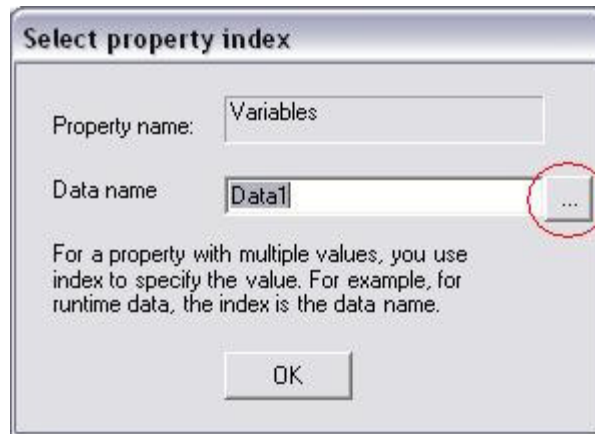 Select property index
Property name: Variables
Data name Data1 ...
For a property with multiple values, you use
index to specify the value. For example, for
runtime data, the index is the data name.
OK